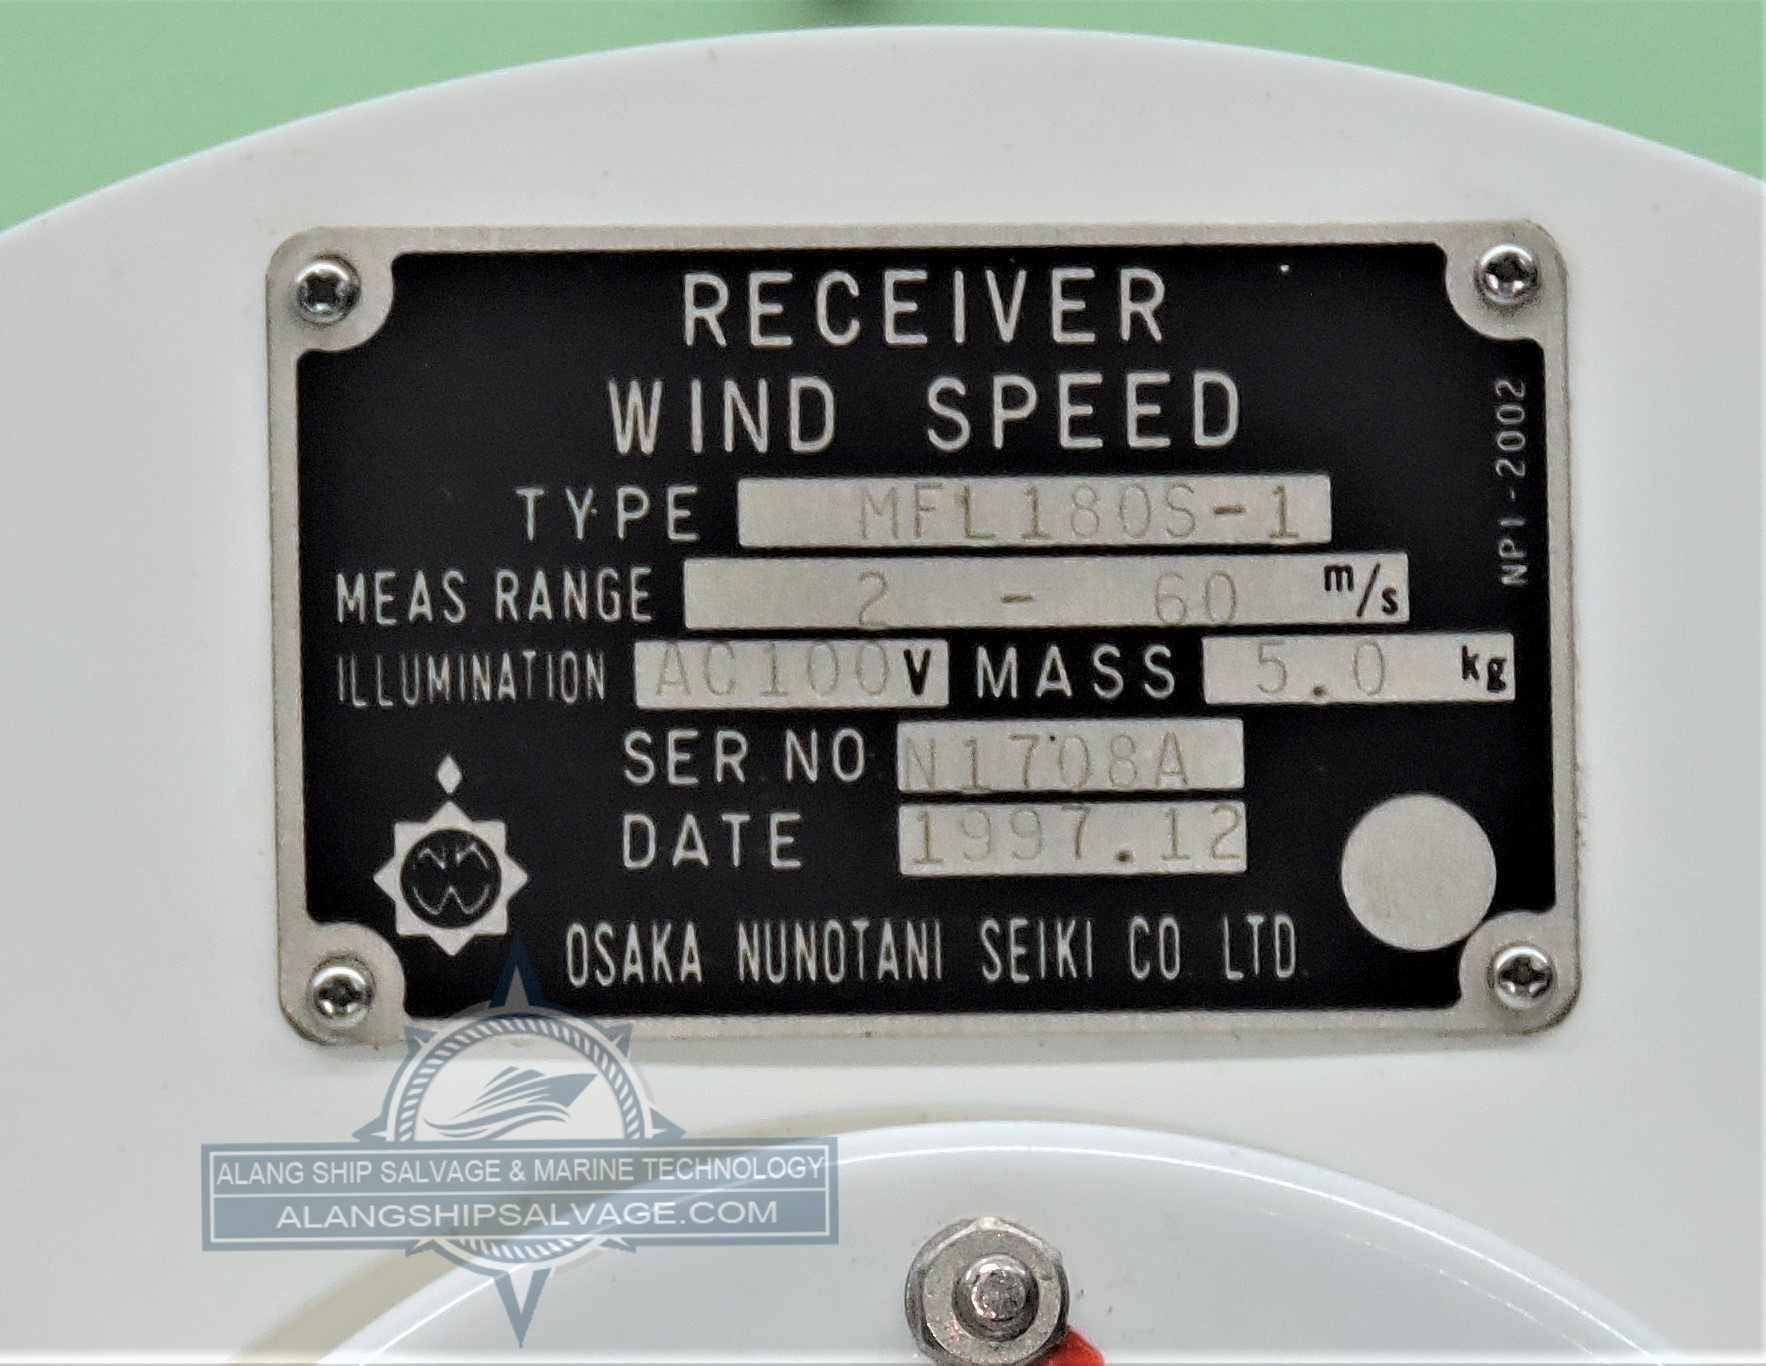 RECEIVER
WIND SPEED
TYPE MFL180S-1
MEAS RANGE 2 - 60 m/s
ILLUMINATION AC100V MASS 5.0 kg
SER NO N1708A
DATE 1997.12
OSAKA NUNOTANI SEIKI CO LTD.
NP1-2002
ALANG SHIP SALVAGE & MARINE TECHNOLOGY
ALANGSHIPSALVAGE.COM